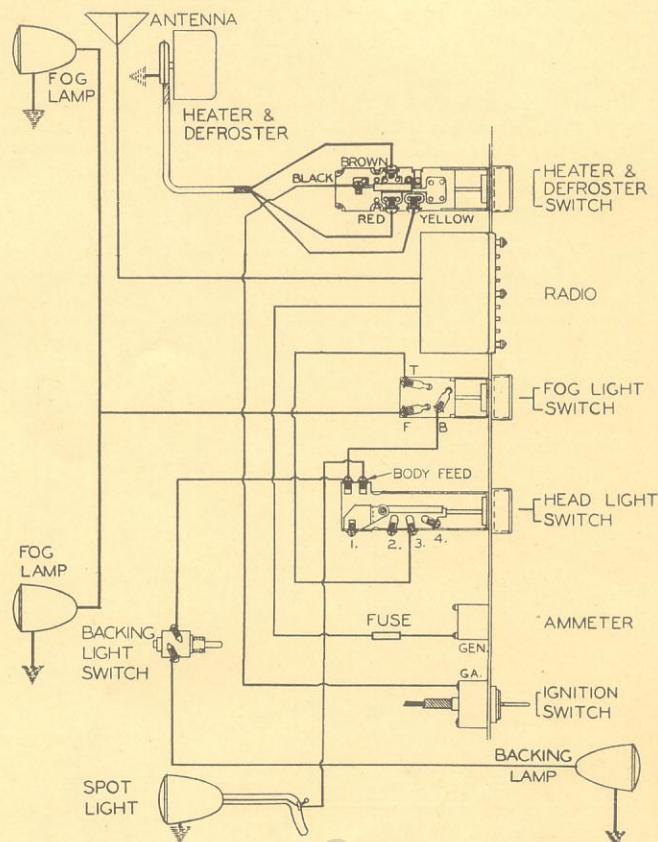 ANTENNA
FOG
LAMP
HEATER &
DEFROSTER
BROWN
BLACK
RED
YELLOW
HEATER &
DEFROSTER
SWITCH
RADIO
T
F
B
FOG LIGHT
SWITCH
BODY FEED
1.
2.
3.
4.
HEAD LIGHT
SWITCH
FOG
LAMP
BACKING
LIGHT
SWITCH
FUSE
GEN.
AMMETER
GA.
IGNITION
SWITCH
BACKING
LAMP
SPOT
LIGHT